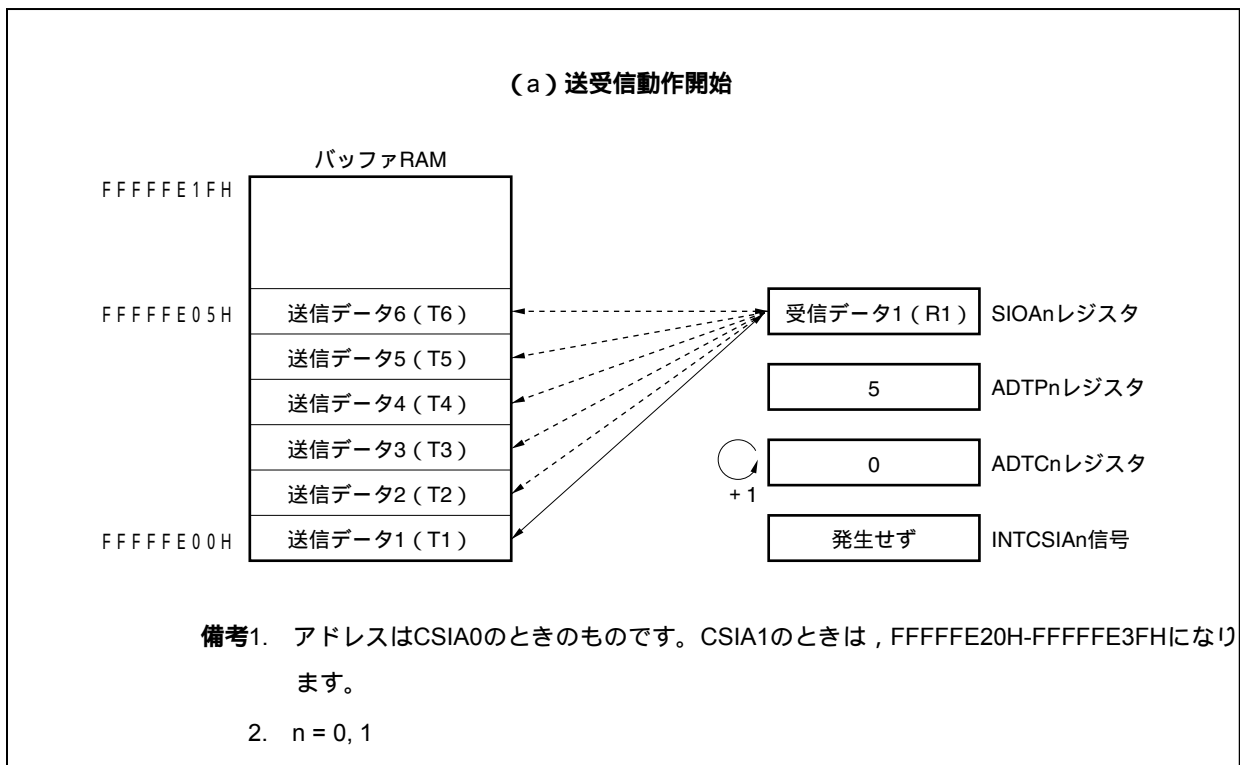 （a）送受信動作開始
バッファRAM
FFFFFE1FH
FFFFFE05H 送信データ6（T6） 受信データ1（R1） SIOAnレジスタ
送信データ5（T5）
送信データ4（T4） 5 ADTPnレジスタ
送信データ3（T3） 0 ADTCnレジスタ
+1
送信データ2（T2）
FFFFFE00H 送信データ1（T1） 発生せず INTCSIAn信号
備考1. アドレスはCSIA0のときのものです。CSIA1のときは，FFFFFE20H-FFFFFE3FHになり
ます。
2. n = 0, 1